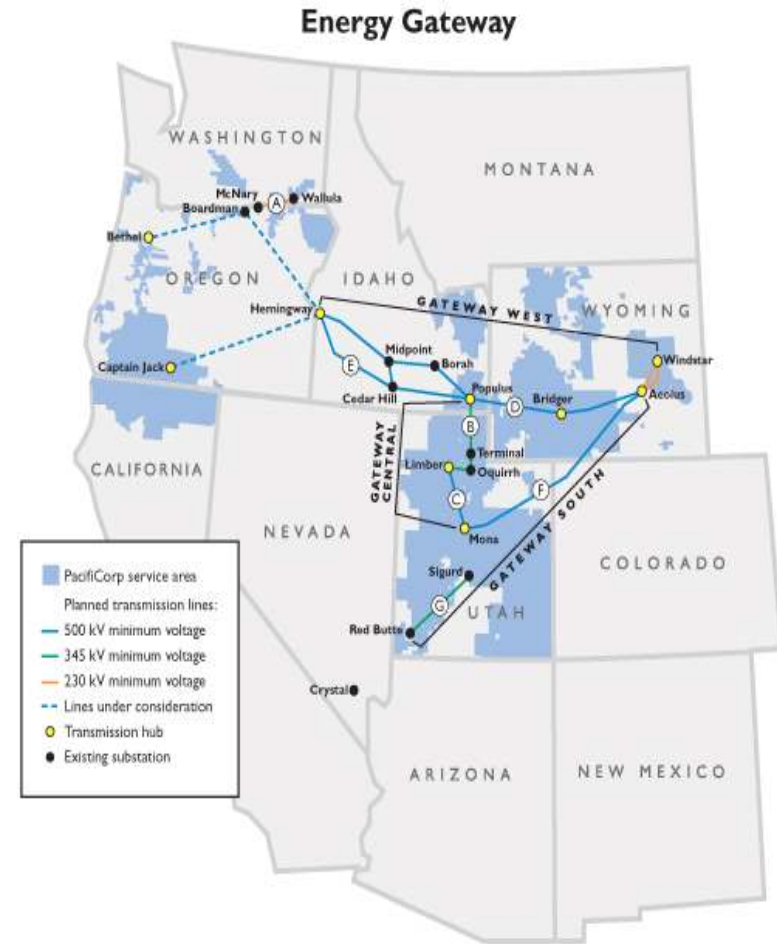 Energy Gateway
WASHINGTON
MONTANA
McNary
A
Wallula
Boardman
Bethel
OREGON
IDAHO
GATEWAY WEST
WYOMING
Hemingway
Midpoint
Borah
Windstar
E
Captain Jack
Populus
Bridger
Aeolus
Cedar Hill
D
B
GATEWAY
CENTRAL
Terminal
Limber
Oquirrh
CALIFORNIA
C
F
GATEWAY SOUTH
NEVADA
Mona
COLORADO
Sigurd
PacifiCorp service area
G
UTAH
Planned transmission lines:
500 kV minimum voltage
Red Butte
345 kV minimum voltage
230 kV minimum voltage
Crystal
Lines under consideration
Transmission hub
Existing substation
ARIZONA
NEW MEXICO